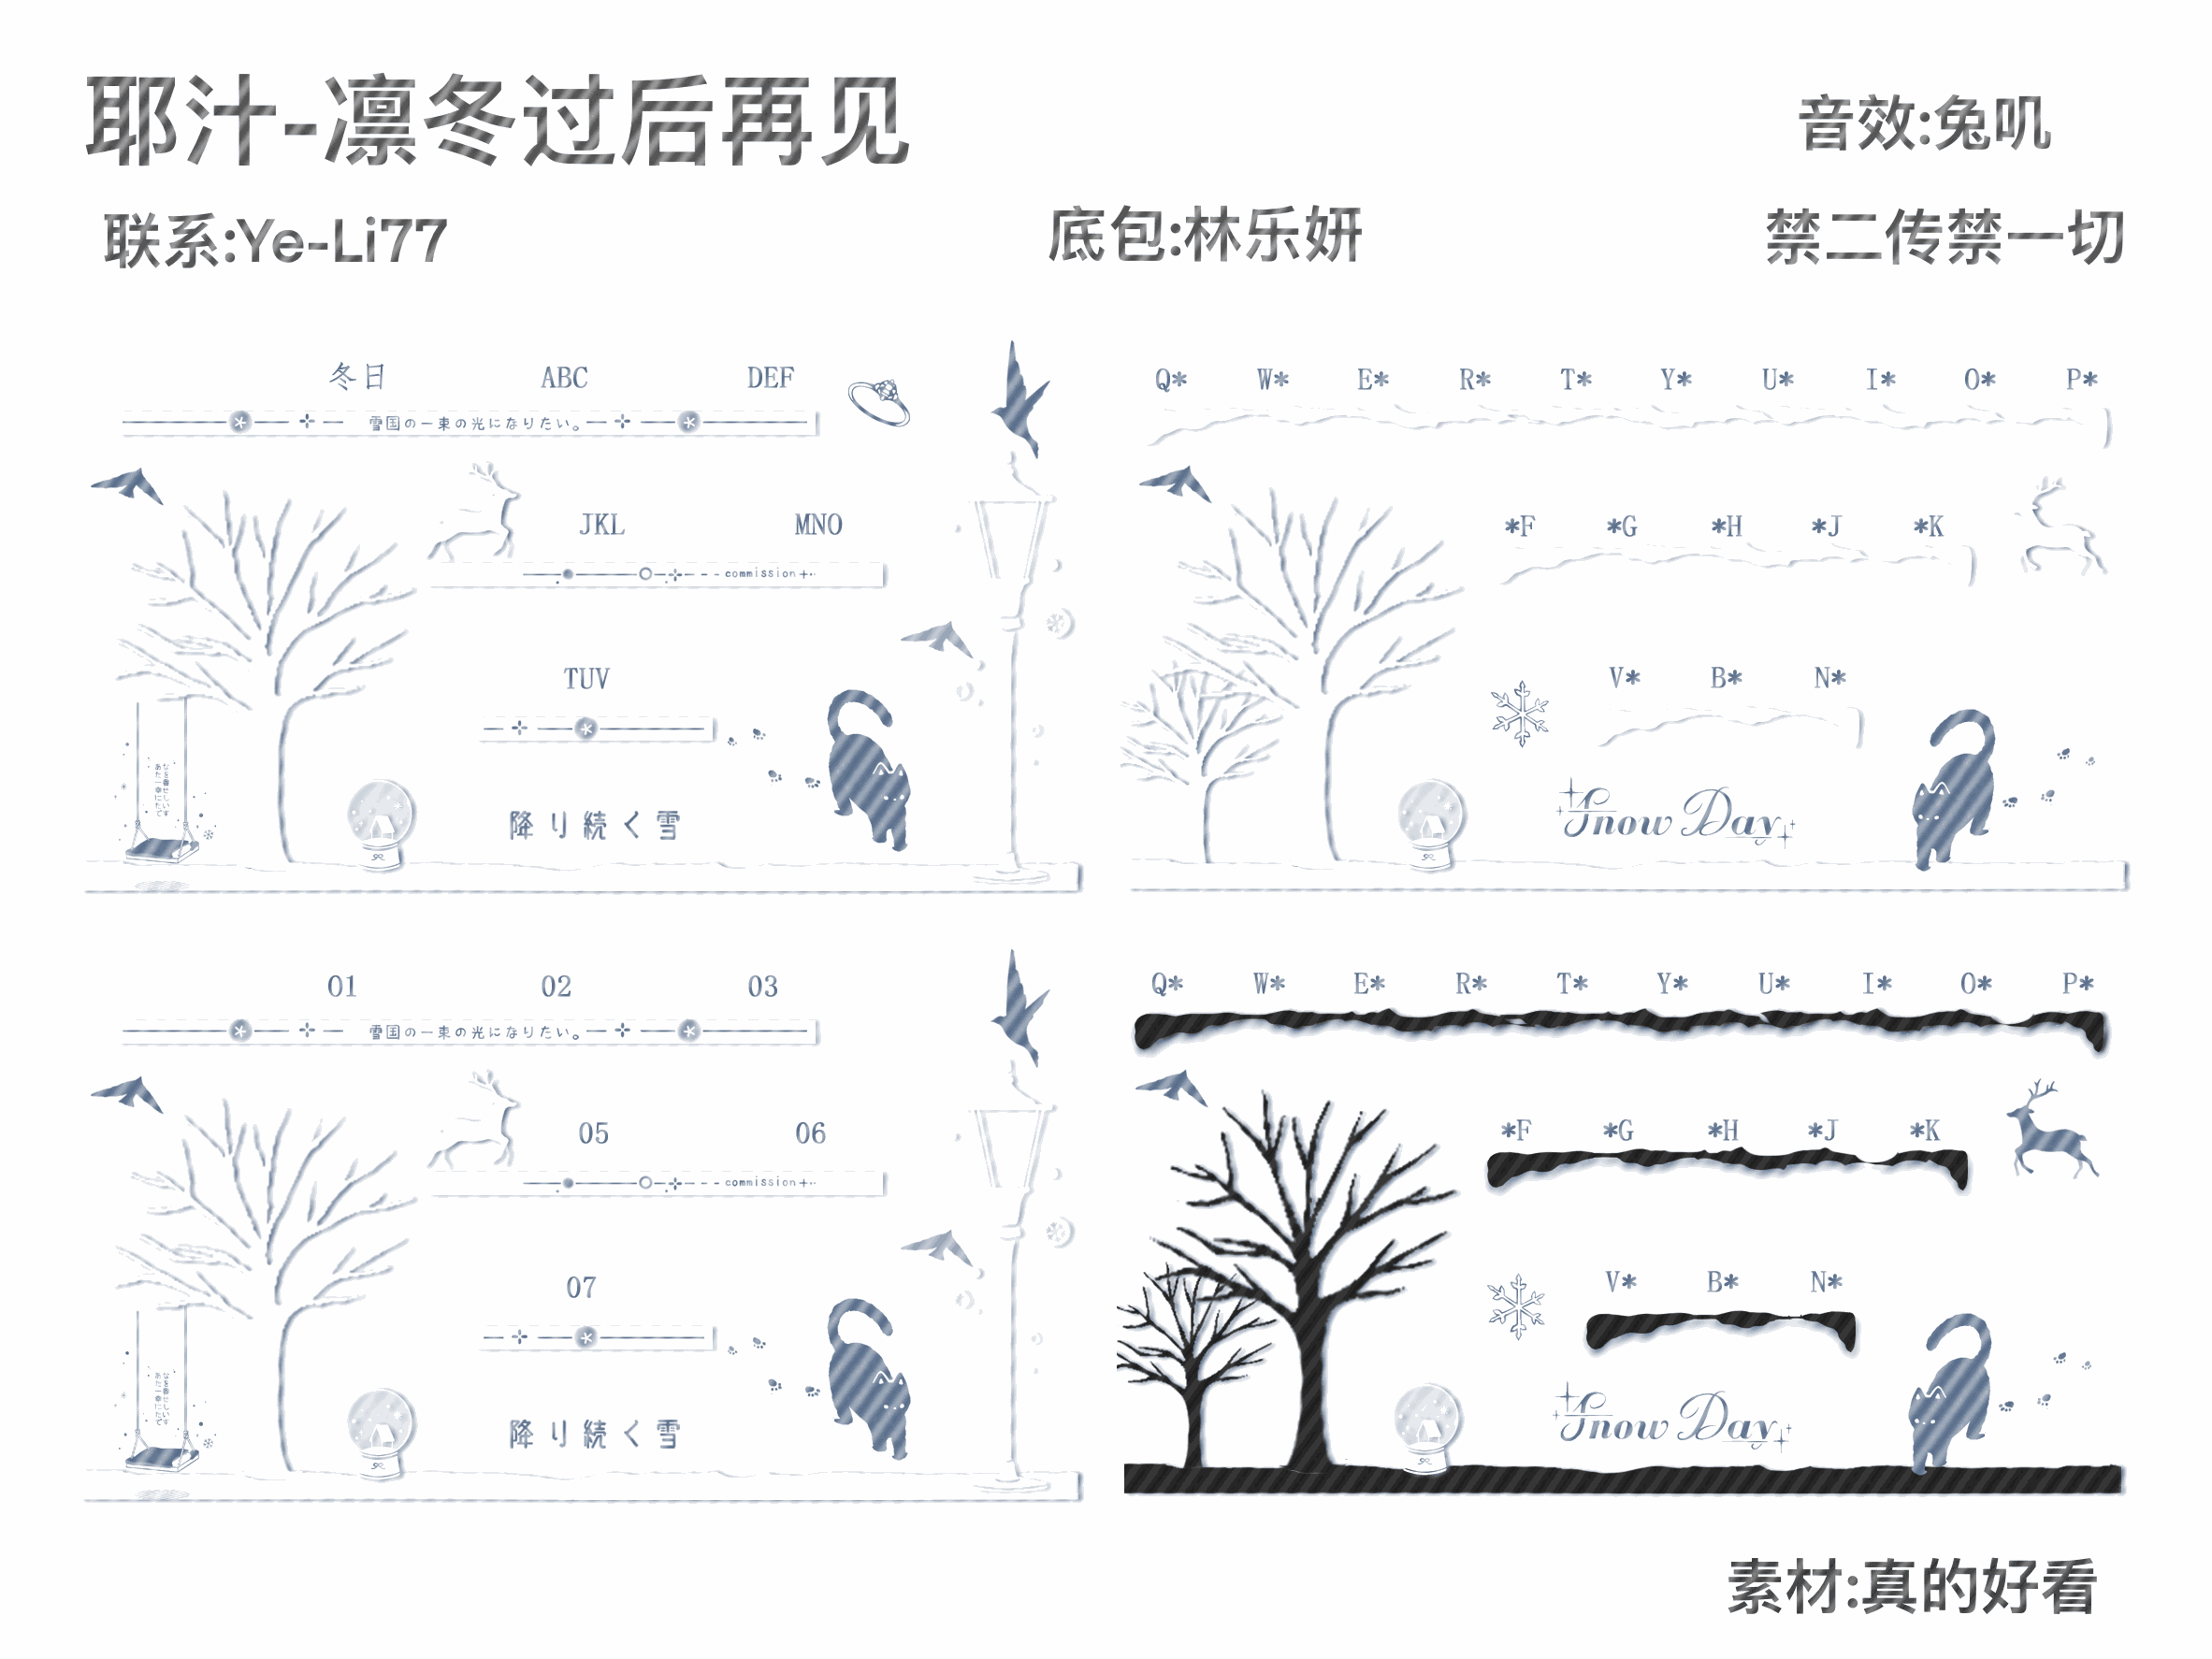 耶汁-凛冬过后再见
音效:兔叽
联系:Ye-Li77
底包:林乐妍
禁二传禁一切
冬日 ABC DEF
雪国の一束の光になりたい。
JKL MNO
commission
TUV
降り続く雪
Q* W* E* R* T* Y* U* I* O* P*
*F *G *H *J *K
V* B* N*
Snow Day
01 02 03
雪国の一束の光になりたい。
05 06
commission
07
降り続く雪
Q* W* E* R* T* Y* U* I* O* P*
*F *G *H *J *K
V* B* N*
Snow Day
素材:真的好看